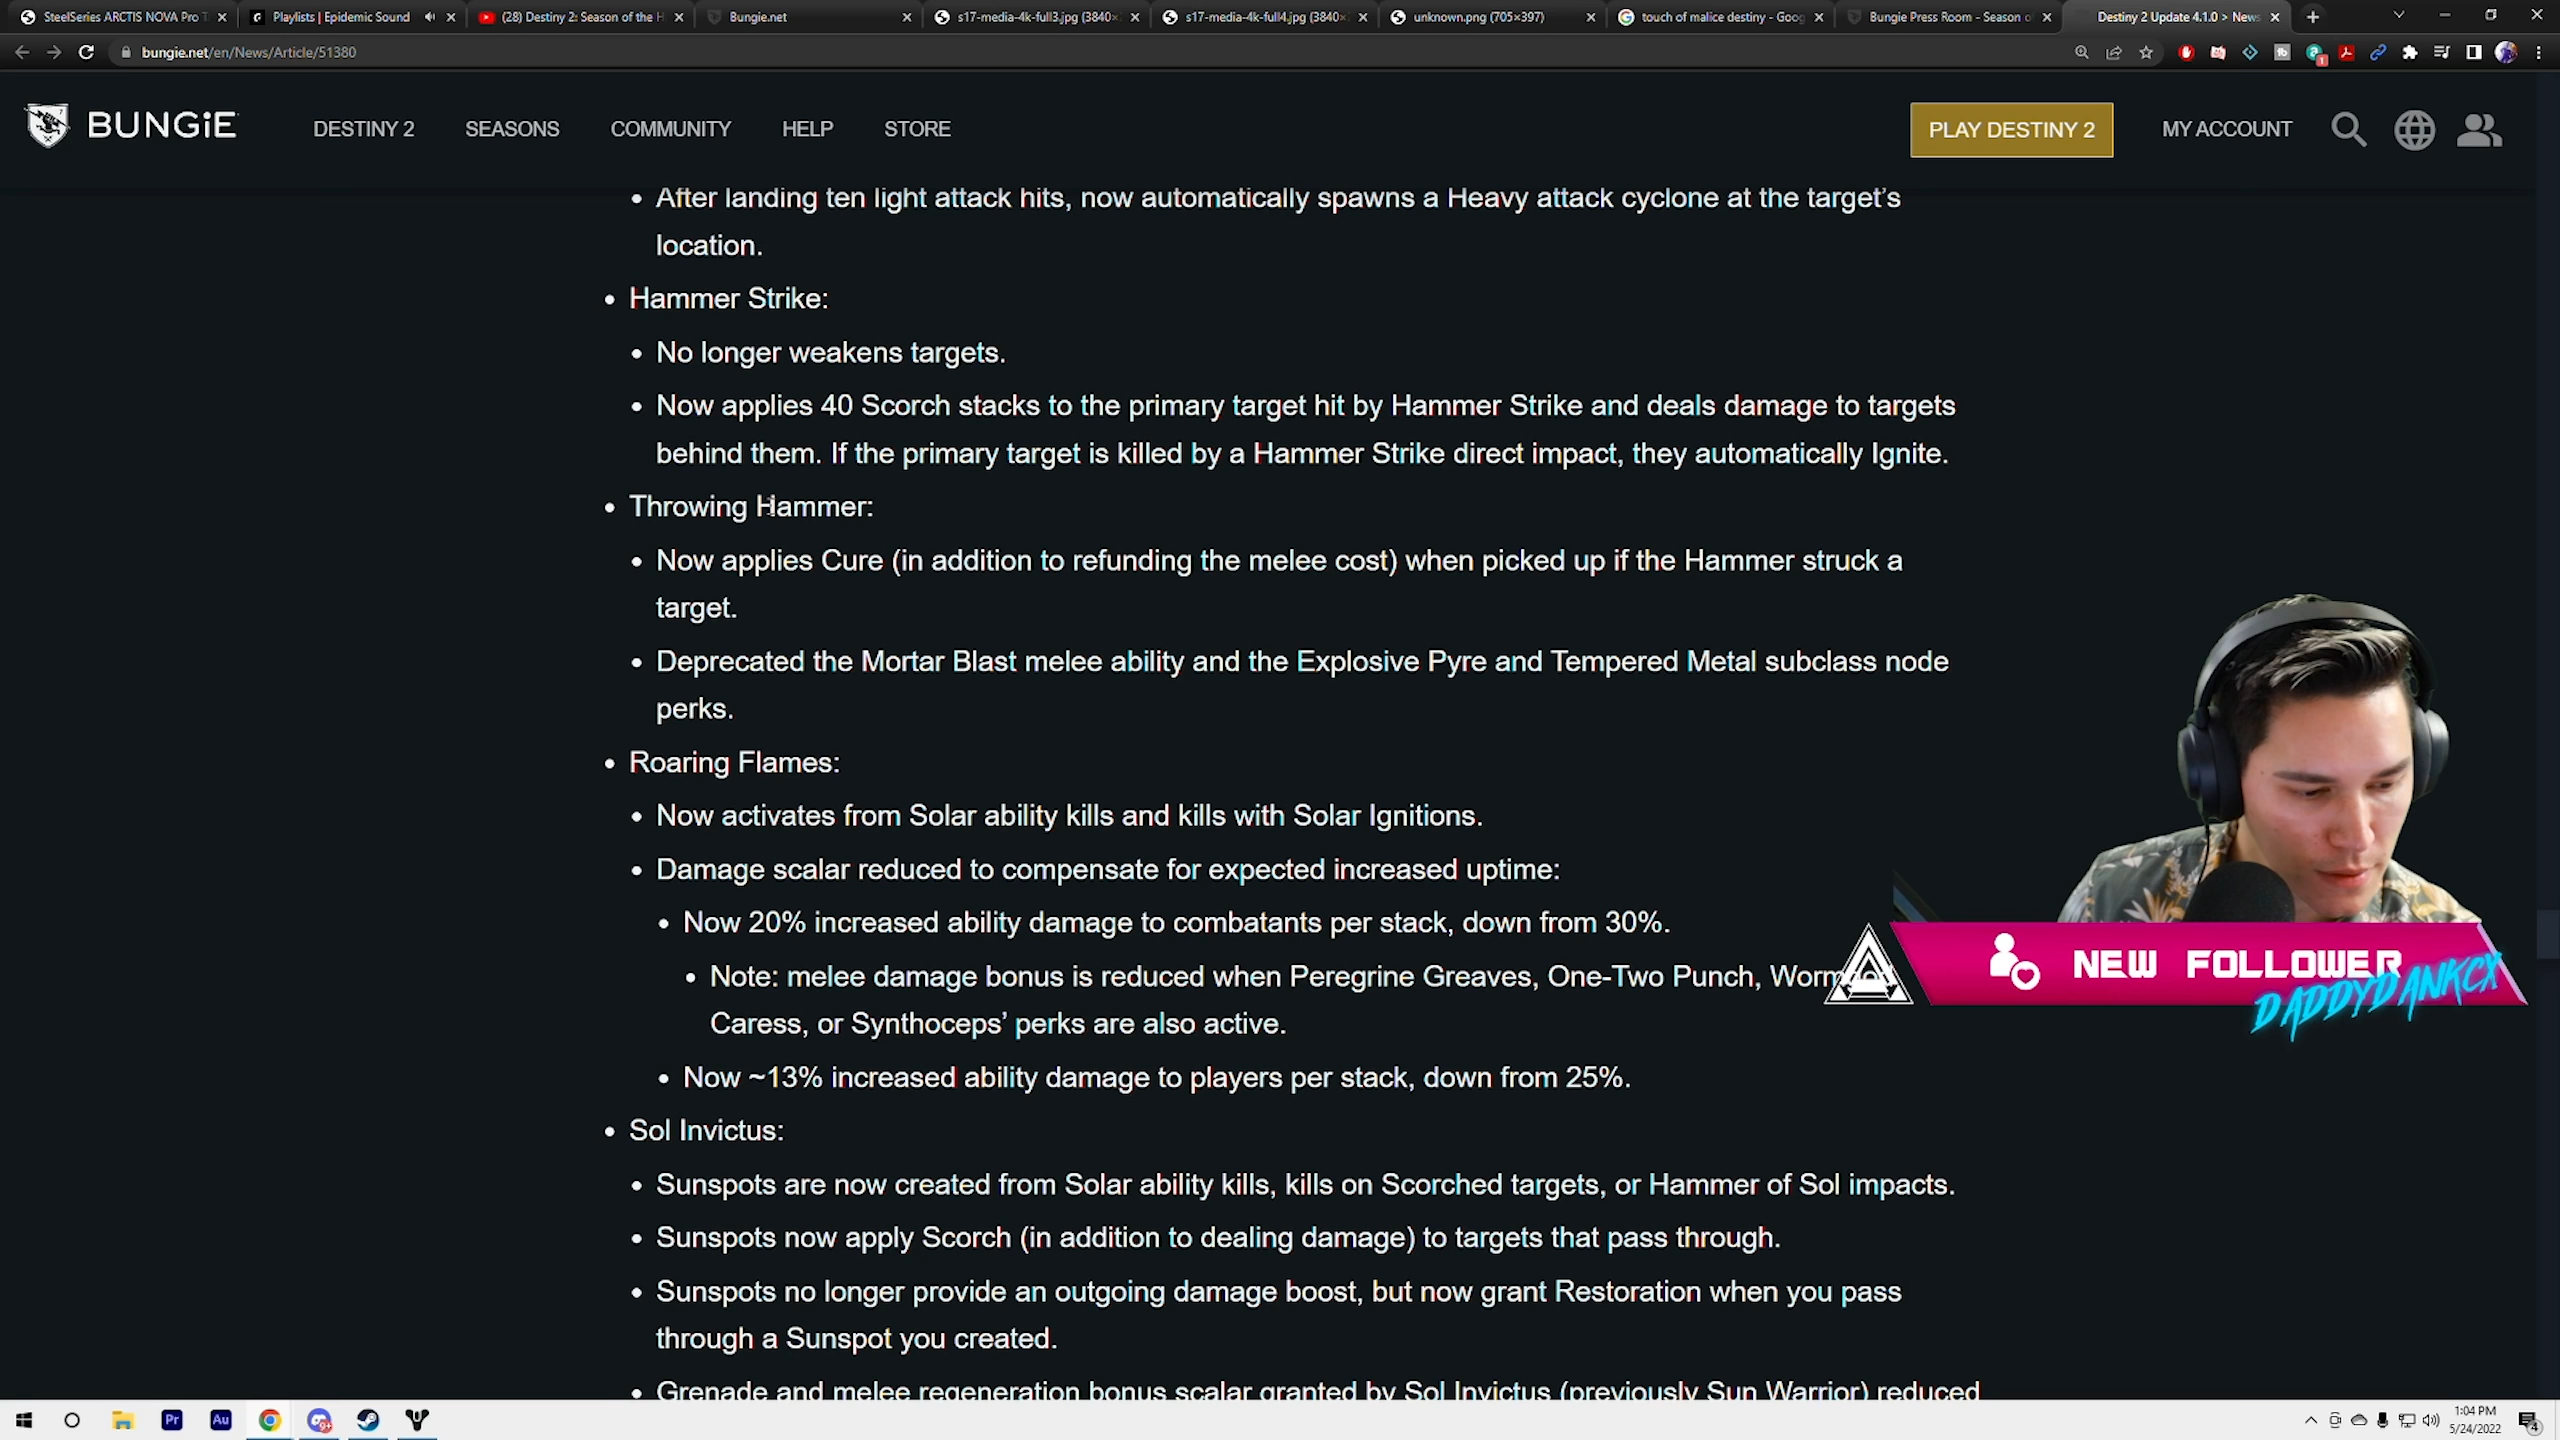 SteelSeries ARCTIS NOVA Pro T
Playlists | Epidemic Sound
(28) Destiny 2: Season of the H
Bungie.net
s17-media-4k-full3.jpg (3840×
s17-media-4k-full4.jpg (3840×
unknown.png (705×397)
touch of malice destiny - Goog
Bungie Press Room - Season o
Destiny 2 Update 4.1.0 > News
bungie.net/en/News/Article/51380
BUNGiE
DESTINY 2
SEASONS
COMMUNITY
HELP
STORE
PLAY DESTINY 2
MY ACCOUNT
• After landing ten light attack hits, now automatically spawns a Heavy attack cyclone at the target’s
location.
• Hammer Strike:
• No longer weakens targets.
• Now applies 40 Scorch stacks to the primary target hit by Hammer Strike and deals damage to targets
behind them. If the primary target is killed by a Hammer Strike direct impact, they automatically Ignite.
• Throwing Hammer:
• Now applies Cure (in addition to refunding the melee cost) when picked up if the Hammer struck a
target.
• Deprecated the Mortar Blast melee ability and the Explosive Pyre and Tempered Metal subclass node
perks.
• Roaring Flames:
• Now activates from Solar ability kills and kills with Solar Ignitions.
• Damage scalar reduced to compensate for expected increased uptime:
• Now 20% increased ability damage to combatants per stack, down from 30%.
• Note: melee damage bonus is reduced when Peregrine Greaves, One-Two Punch,
Caress, or Synthoceps’ perks are also active.
NEW FOLLOWER
DADDYDANKCX
• Now ~13% increased ability damage to players per stack, down from 25%.
• Sol Invictus:
• Sunspots are now created from Solar ability kills, kills on Scorched targets, or Hammer of Sol impacts.
• Sunspots now apply Scorch (in addition to dealing damage) to targets that pass through.
• Sunspots no longer provide an outgoing damage boost, but now grant Restoration when you pass
through a Sunspot you created.
• Grenade and melee regeneration bonus scalar granted by Sol Invictus (previously Sun Warrior) reduced
Pr
Au
1:04 PM
5/24/2022